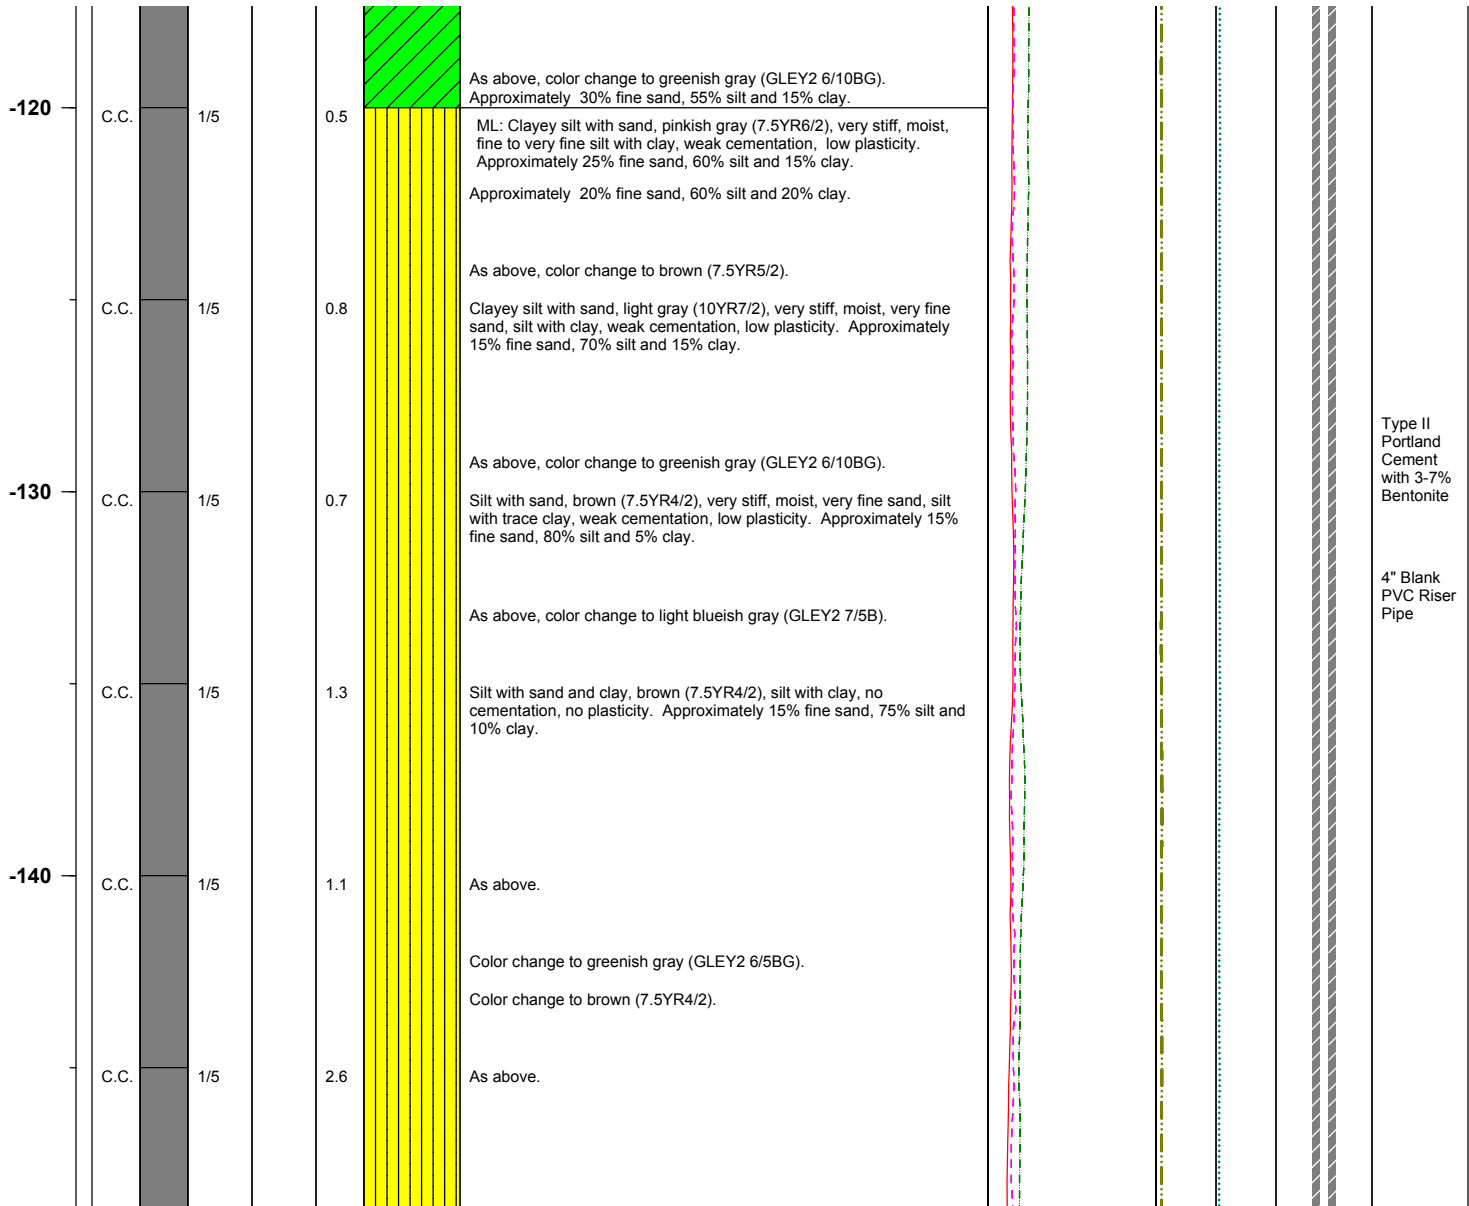 As above, color change to greenish gray (GLEY2 6/10BG).
Approximately 30% fine sand, 55% silt and 15% clay.
-120
C.C.
1/5
0.5
ML: Clayey silt with sand, pinkish gray (7.5YR6/2), very stiff, moist,
fine to very fine silt with clay, weak cementation, low plasticity.
Approximately 25% fine sand, 60% silt and 15% clay.
Approximately 20% fine sand, 60% silt and 20% clay.
As above, color change to brown (7.5YR5/2).
C.C.
1/5
0.8
Clayey silt with sand, light gray (10YR7/2), very stiff, moist, very fine
sand, silt with clay, weak cementation, low plasticity. Approximately
15% fine sand, 70% silt and 15% clay.
Type II
Portland
Cement
with 3-7%
Bentonite
As above, color change to greenish gray (GLEY2 6/10BG).
-130
C.C.
1/5
0.7
Silt with sand, brown (7.5YR4/2), very stiff, moist, very fine sand, silt
with trace clay, weak cementation, low plasticity. Approximately 15%
fine sand, 80% silt and 5% clay.
4" Blank
PVC Riser
Pipe
As above, color change to light blueish gray (GLEY2 7/5B).
C.C.
1/5
1.3
Silt with sand and clay, brown (7.5YR4/2), silt with clay, no
cementation, no plasticity. Approximately 15% fine sand, 75% silt and
10% clay.
-140
C.C.
1/5
1.1
As above.
Color change to greenish gray (GLEY2 6/5BG).
Color change to brown (7.5YR4/2).
C.C.
1/5
2.6
As above.